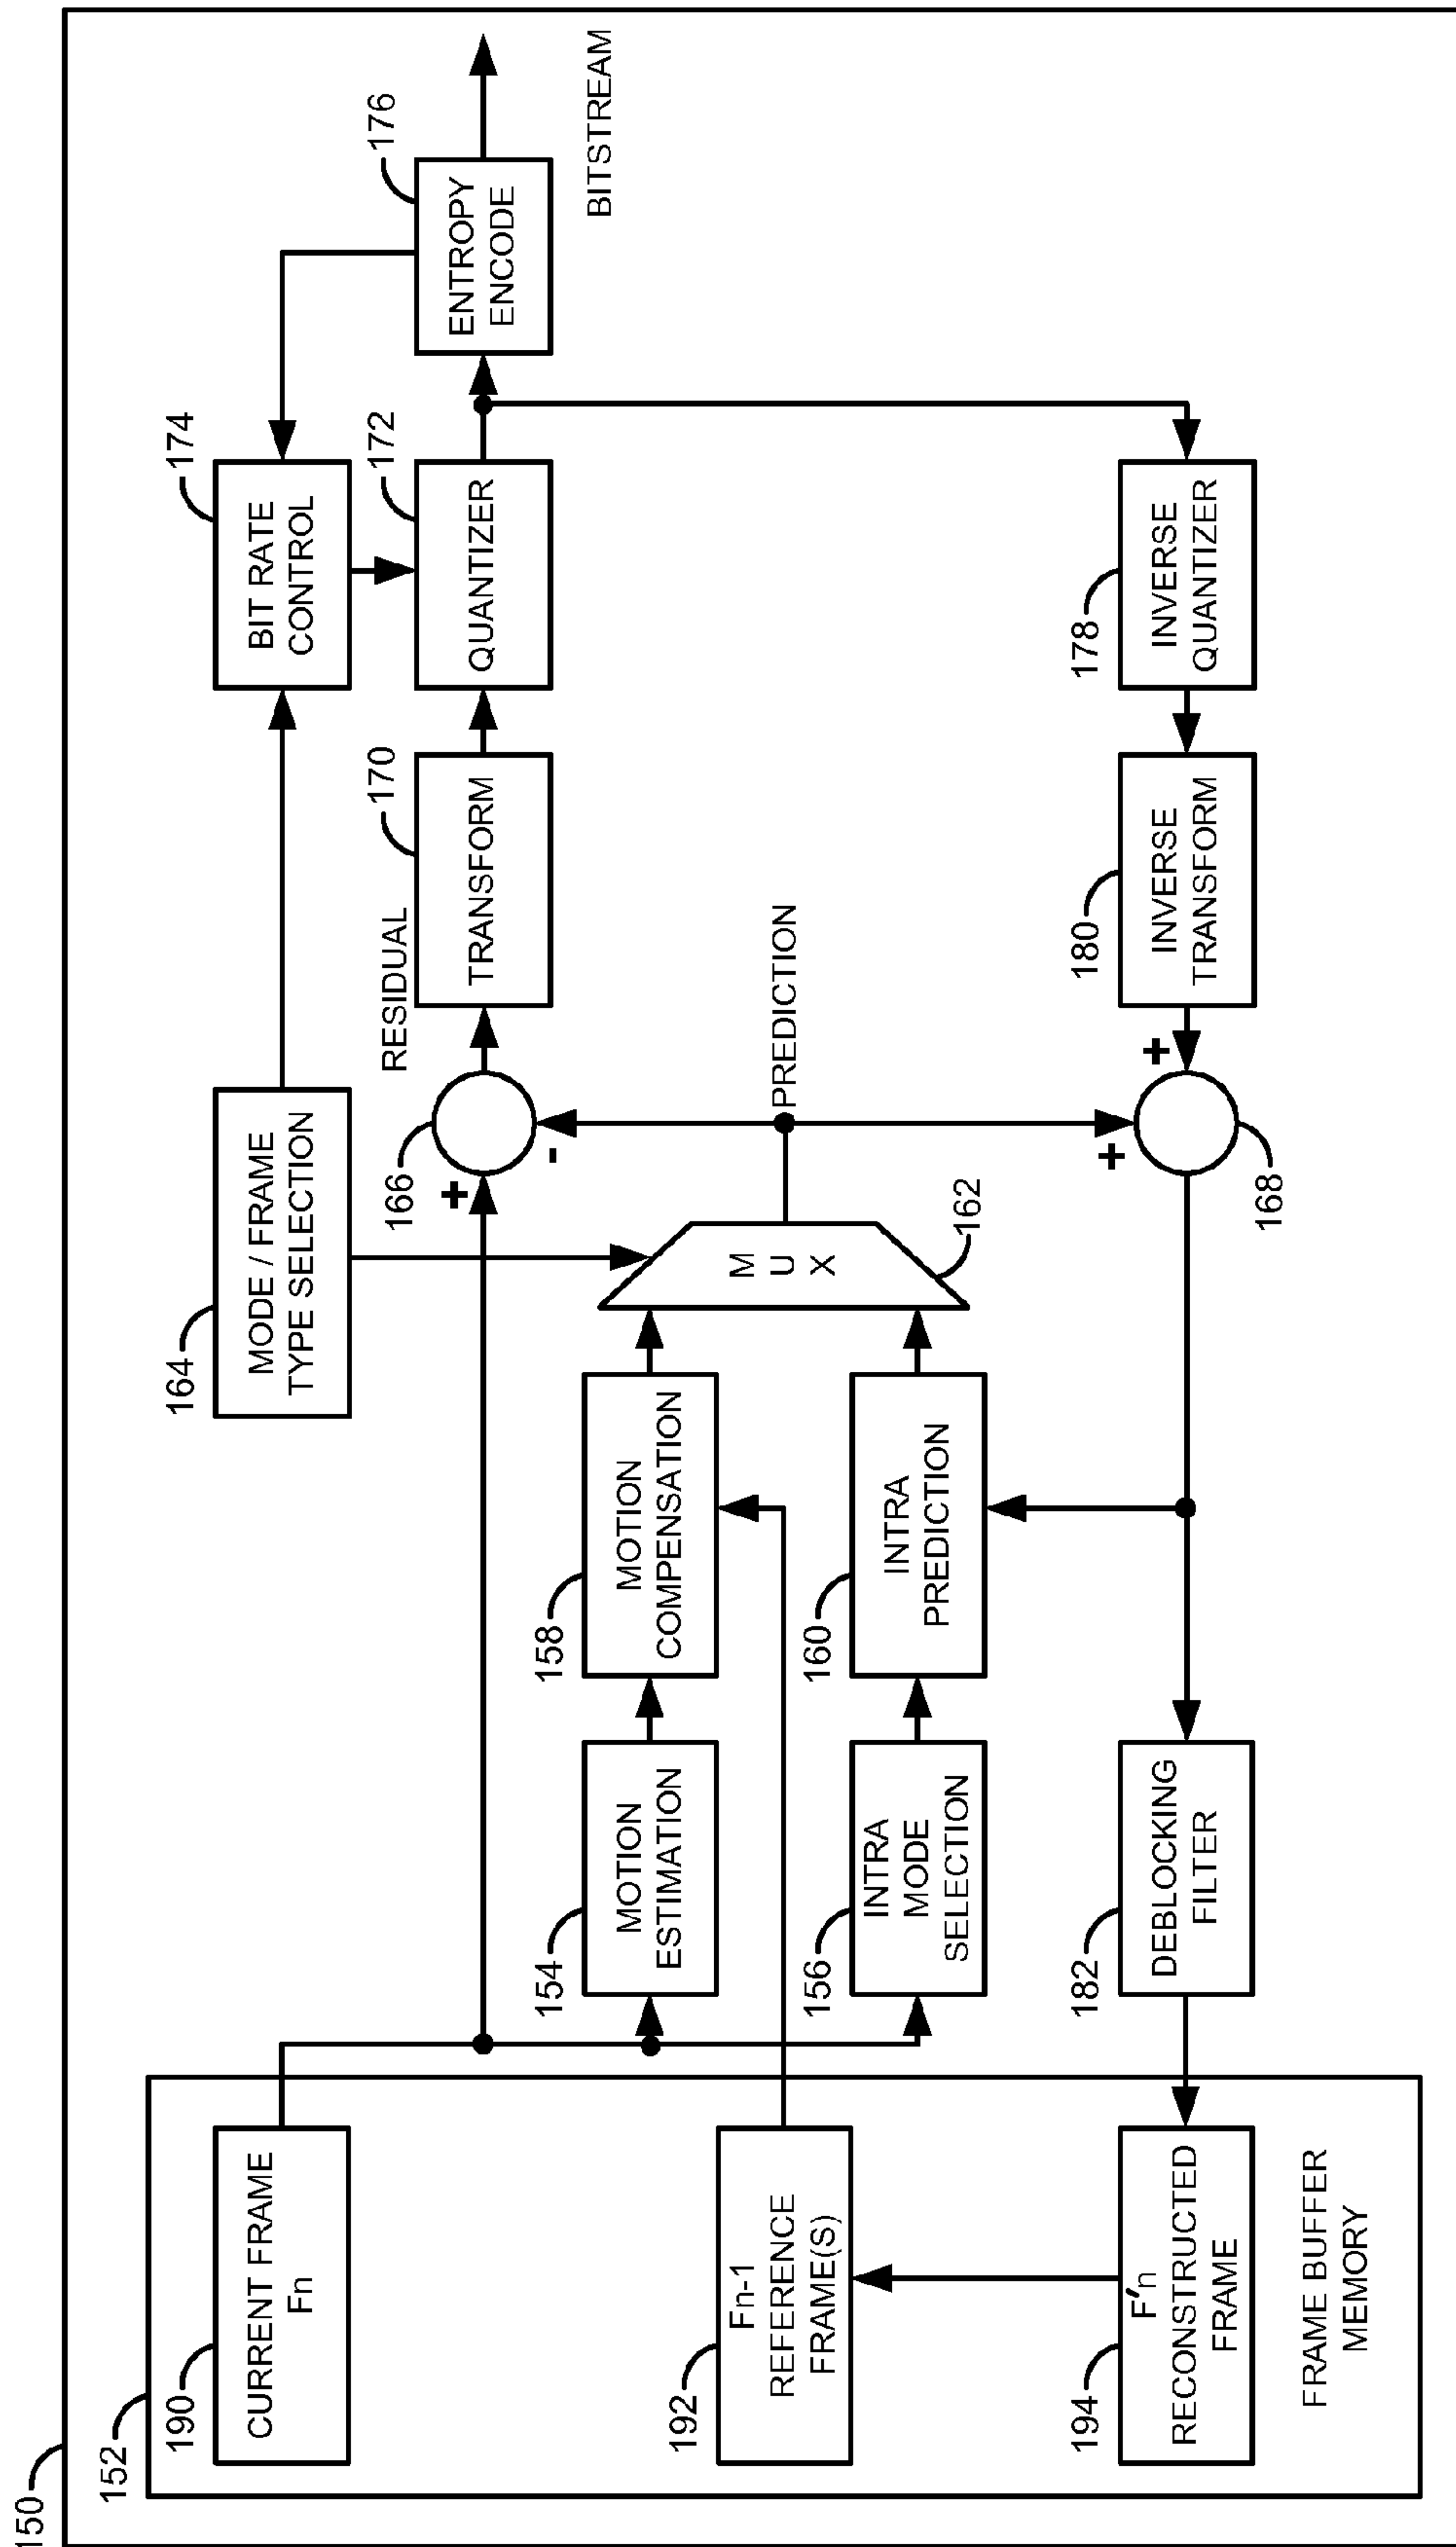 150
152
190
CURRENT FRAME
Fn
192
Fn-1
REFERENCE
FRAME(S)
194
F'n
RECONSTRUCTED
FRAME
FRAME BUFFER
MEMORY
154
MOTION
ESTIMATION
156
INTRA
MODE
SELECTION
182
DEBLOCKING
FILTER
158
MOTION
COMPENSATION
160
INTRA
PREDICTION
164
MODE / FRAME
TYPE SELECTION
M
U
X
162
166
+
-
RESIDUAL
PREDICTION
+
+
168
170
TRANSFORM
180
INVERSE
TRANSFORM
174
BIT RATE
CONTROL
172
QUANTIZER
178
INVERSE
QUANTIZER
176
ENTROPY
ENCODE
BITSTREAM